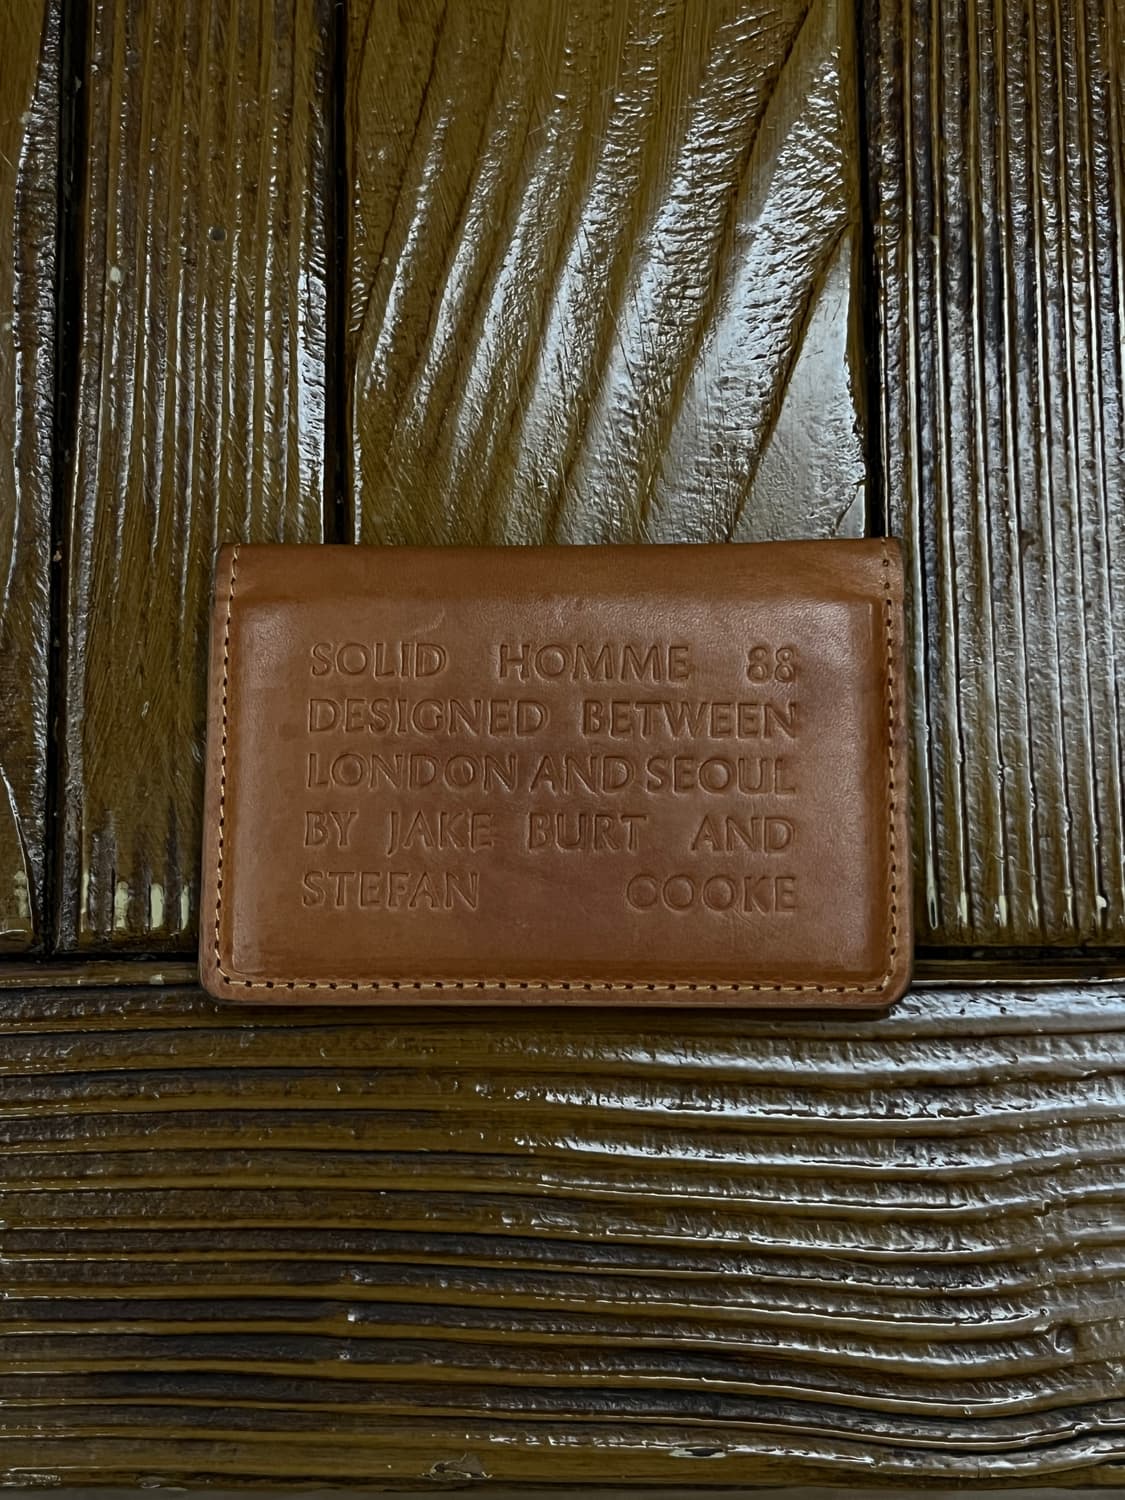 SOLID HOMME 88
DESIGNED BETWEEN
LONDON AND SEOUL
BY JAKE BURT AND
STEFAN COOKE